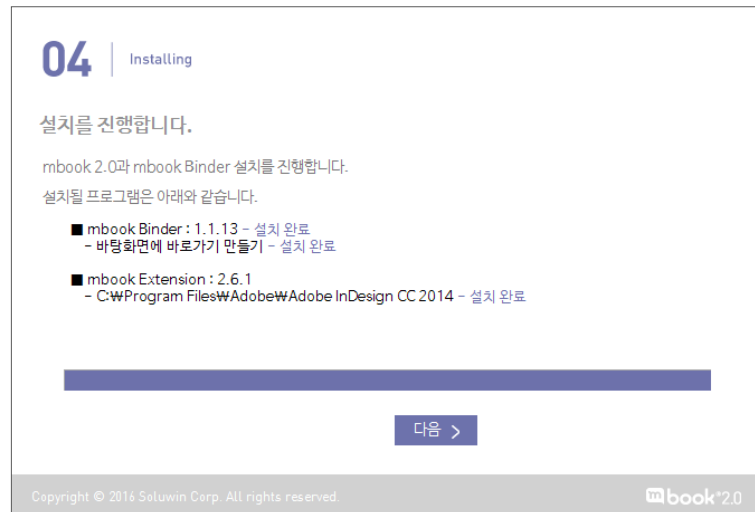 04 Installing
설치를 진행합니다.
mbook 2.0과 mbook Binder 설치를 진행합니다.
설치될 프로그램은 아래와 같습니다.
■ mbook Binder : 1.1.13 - 설치 완료
- 바탕화면에 바로가기 만들기 - 설치 완료
■ mbook Extension : 2.6.1
- C:₩Program Files₩Adobe₩Adobe InDesign CC 2014 - 설치 완료
다음 >
Copyright © 2016 Soluwin Corp. All rights reserved.
mbook*2.0